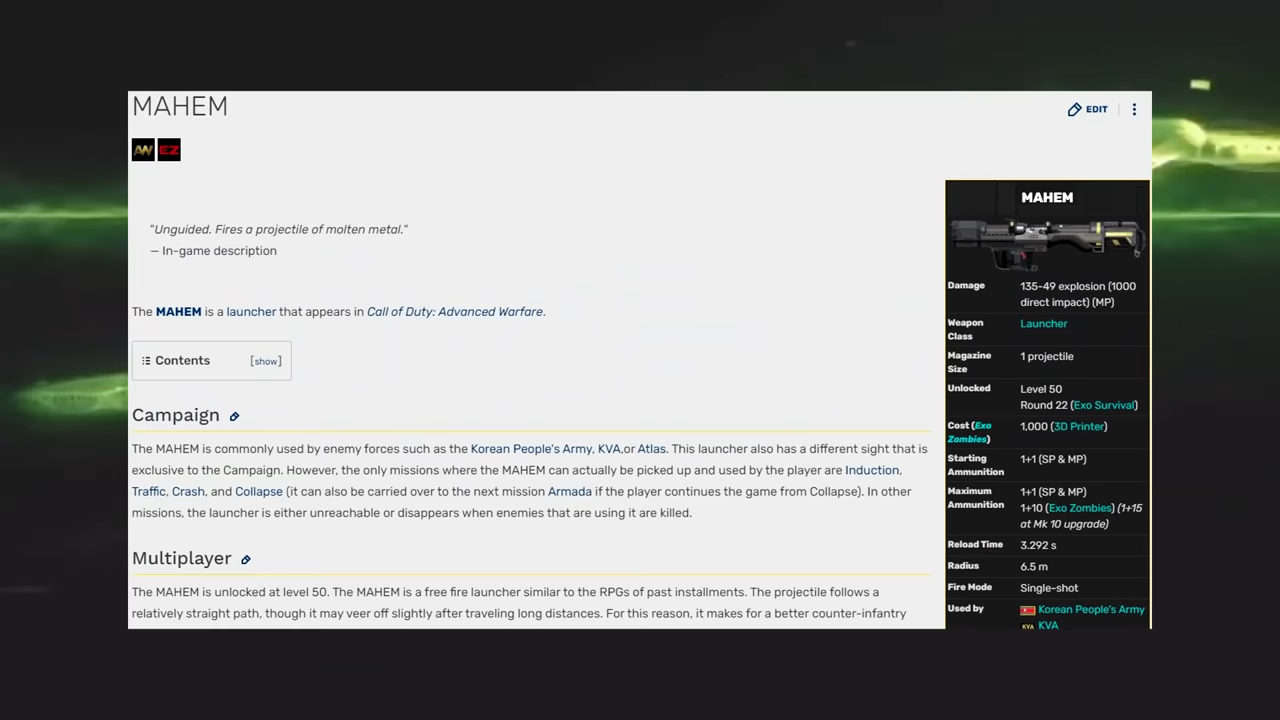 MAHEM
EDIT
AW EZ
"Unguided. Fires a projectile of molten metal."
— In-game description
The MAHEM is a launcher that appears in Call of Duty: Advanced Warfare.
Contents [show]
Campaign
The MAHEM is commonly used by enemy forces such as the Korean People's Army, KVA,or Atlas. This launcher also has a different sight that is
exclusive to the Campaign. However, the only missions where the MAHEM can actually be picked up and used by the player are Induction,
Traffic, Crash, and Collapse (it can also be carried over to the next mission Armada if the player continues the game from Collapse). In other
missions, the launcher is either unreachable or disappears when enemies that are using it are killed.
Multiplayer
The MAHEM is unlocked at level 50. The MAHEM is a free fire launcher similar to the RPGs of past installments. The projectile follows a
relatively straight path, though it may veer off slightly after traveling long distances. For this reason, it makes for a better counter-infantry
MAHEM
Damage 135-49 explosion (1000
direct impact) (MP)
Weapon Launcher
Class
Magazine 1 projectile
Size
Unlocked Level 50
Round 22 (Exo Survival)
Cost (Exo 1,000 (3D Printer)
Zombies)
Starting 1+1 (SP & MP)
Ammunition
Maximum 1+1 (SP & MP)
Ammunition 1+10 (Exo Zombies) (1+15
at Mk 10 upgrade)
Reload Time 3.292 s
Radius 6.5 m
Fire Mode Single-shot
Used by Korean People's Army
KVA KVA